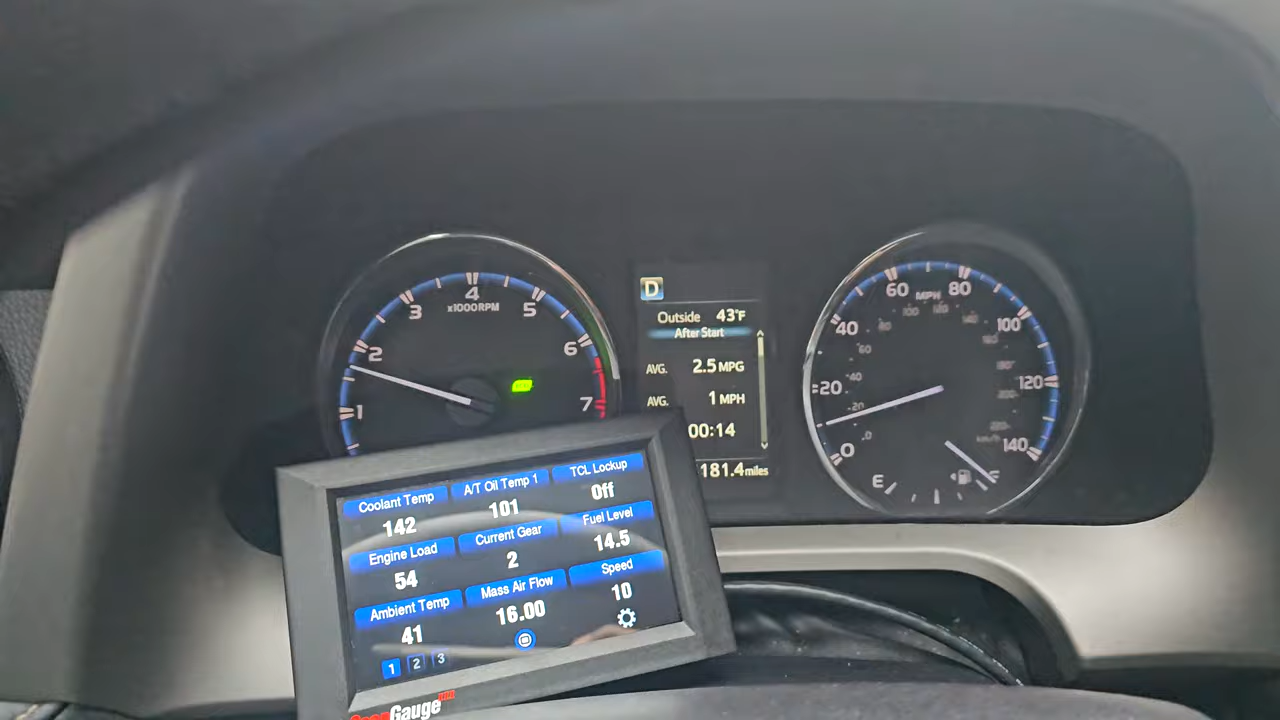 4
3
5
x1000RPM
2
6
1
7
D
Outside 43°F
After Start
AVG. 2.5 MPG
AVG. 1 MPH
00:14
181.4 miles
60 MPH 80
40
100
20
120
0
140
E
Coolant Temp
142
A/T Oil Temp 1
101
TCL Lockup
Off
Engine Load
54
Current Gear
2
Fuel Level
14.5
Ambient Temp
41
Mass Air Flow
16.00
Speed
10
1 2 3
ScanGauge